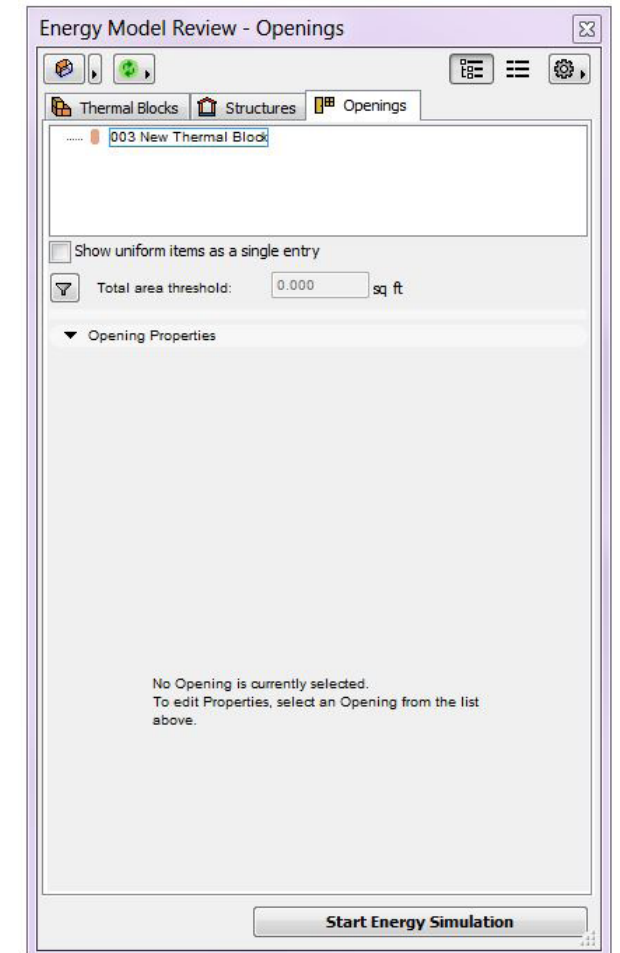 Energy Model Review - Openings
Thermal Blocks Structures Openings
003 New Thermal Block
Show uniform items as a single entry
Total area threshold: 0.000 sq ft
Opening Properties
No Opening is currently selected.
To edit Properties, select an Opening from the list
above.
Start Energy Simulation